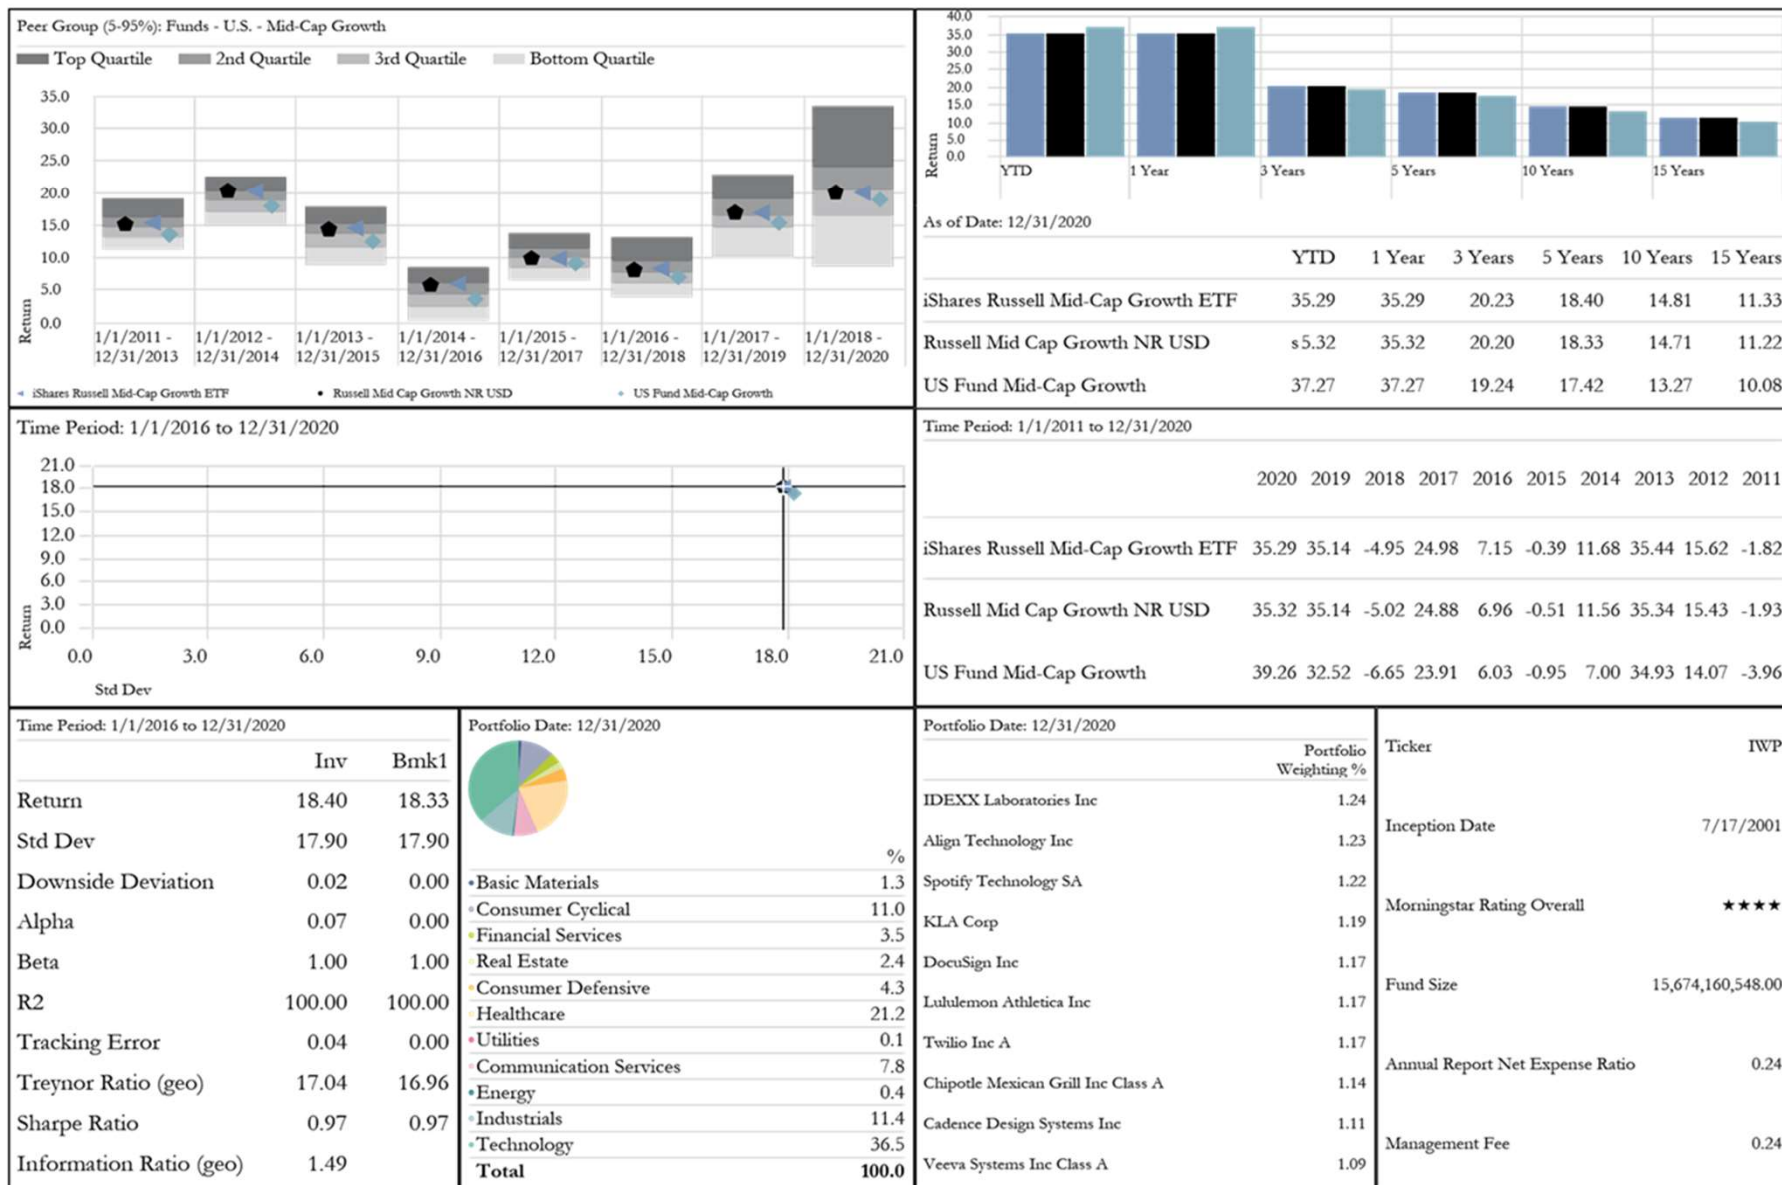 Peer Group (5-95%): Funds - U.S. - Mid-Cap Growth
Top Quartile 2nd Quartile 3rd Quartile Bottom Quartile
35.0
30.0
25.0
20.0
15.0
10.0
5.0
0.0
Return
1/1/2011 - 1/1/2012 - 1/1/2013 - 1/1/2014 - 1/1/2015 - 1/1/2016 - 1/1/2017 - 1/1/2018 -
12/31/2013 12/31/2014 12/31/2015 12/31/2016 12/31/2017 12/31/2018 12/31/2019 12/31/2020
iShares Russell Mid-Cap Growth ETF Russell Mid Cap Growth NR USD US Fund Mid-Cap Growth
40.0
35.0
30.0
25.0
20.0
15.0
10.0
5.0
0.0
Return
YTD 1 Year 3 Years 5 Years 10 Years 15 Years
As of Date: 12/31/2020
YTD 1 Year 3 Years 5 Years 10 Years 15 Years
iShares Russell Mid-Cap Growth ETF 35.29 35.29 20.23 18.40 14.81 11.33
Russell Mid Cap Growth NR USD s5.32 35.32 20.20 18.33 14.71 11.22
US Fund Mid-Cap Growth 37.27 37.27 19.24 17.42 13.27 10.08
Time Period: 1/1/2016 to 12/31/2020
21.0
18.0
15.0
12.0
9.0
6.0
3.0
0.0
Return
0.0 3.0 6.0 9.0 12.0 15.0 18.0 21.0
Std Dev
Time Period: 1/1/2011 to 12/31/2020
2020 2019 2018 2017 2016 2015 2014 2013 2012 2011
iShares Russell Mid-Cap Growth ETF 35.29 35.14 -4.95 24.98 7.15 -0.39 11.68 35.44 15.62 -1.82
Russell Mid Cap Growth NR USD 35.32 35.14 -5.02 24.88 6.96 -0.51 11.56 35.34 15.43 -1.93
US Fund Mid-Cap Growth 39.26 32.52 -6.65 23.91 6.03 -0.95 7.00 34.93 14.07 -3.96
Time Period: 1/1/2016 to 12/31/2020
Inv Bmk1
Return 18.40 18.33
Std Dev 17.90 17.90
Downside Deviation 0.02 0.00
Alpha 0.07 0.00
Beta 1.00 1.00
R2 100.00 100.00
Tracking Error 0.04 0.00
Treynor Ratio (geo) 17.04 16.96
Sharpe Ratio 0.97 0.97
Information Ratio (geo) 1.49
Portfolio Date: 12/31/2020
%
Basic Materials 1.3
Consumer Cyclical 11.0
Financial Services 3.5
Real Estate 2.4
Consumer Defensive 4.3
Healthcare 21.2
Utilities 0.1
Communication Services 7.8
Energy 0.4
Industrials 11.4
Technology 36.5
Total 100.0
Portfolio Date: 12/31/2020
Portfolio
Weighting %
IDEXX Laboratories Inc 1.24
Align Technology Inc 1.23
Spotify Technology SA 1.22
KLA Corp 1.19
DocuSign Inc 1.17
Lululemon Athletica Inc 1.17
Twilio Inc A 1.17
Chipotle Mexican Grill Inc Class A 1.14
Cadence Design Systems Inc 1.11
Veeva Systems Inc Class A 1.09
Ticker IWP
Inception Date 7/17/2001
Morningstar Rating Overall ★★★★
Fund Size 15,674,160,548.00
Annual Report Net Expense Ratio 0.24
Management Fee 0.24